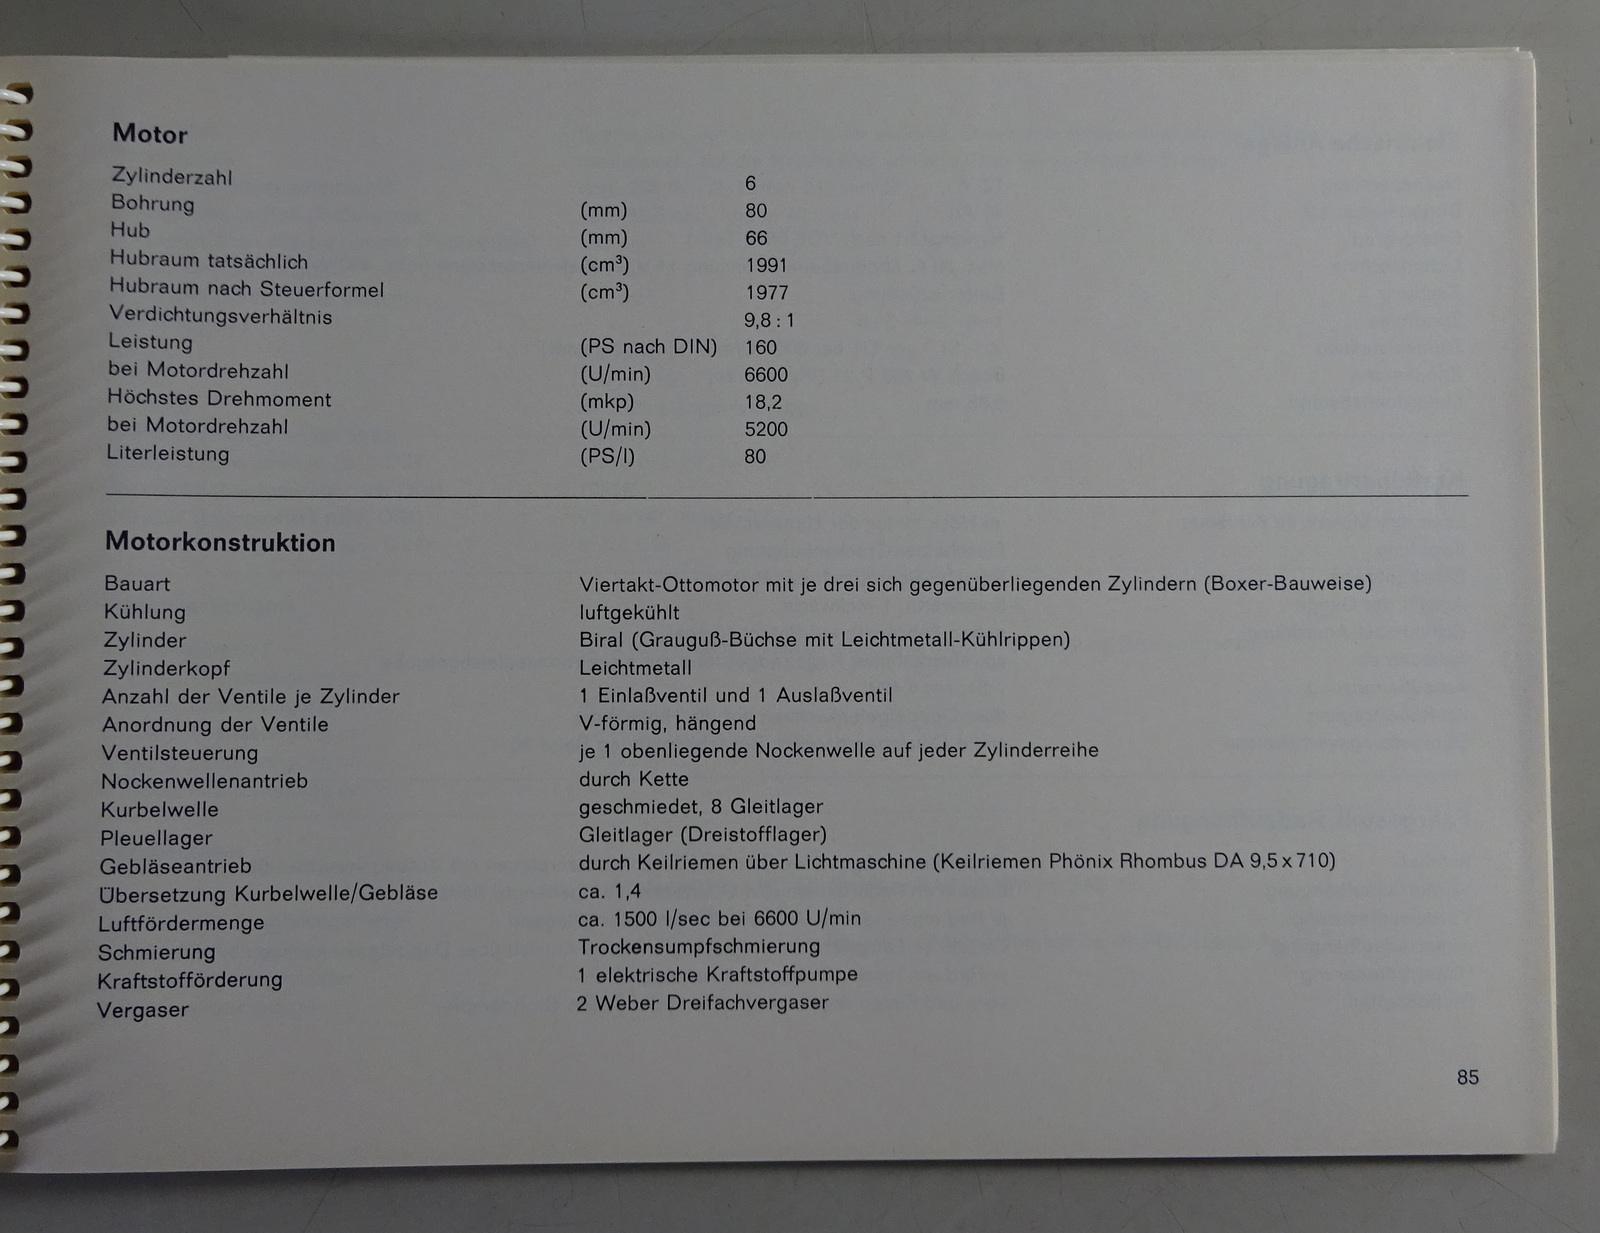 Motor
Zylinderzahl 6
Bohrung (mm) 80
Hub (mm) 66
Hubraum tatsächlich (cm³) 1991
Hubraum nach Steuerformel (cm³) 1977
Verdichtungsverhältnis 9,8 : 1
Leistung (PS nach DIN) 160
bei Motordrehzahl (U/min) 6600
Höchstes Drehmoment (mkp) 18,2
bei Motordrehzahl (U/min) 5200
Literleistung (PS/l) 80
Motorkonstruktion
Bauart Viertakt-Ottomotor mit je drei sich gegenüberliegenden Zylindern (Boxer-Bauweise)
Kühlung luftgekühlt
Zylinder Biral (Grauguß-Büchse mit Leichtmetall-Kühlrippen)
Zylinderkopf Leichtmetall
Anzahl der Ventile je Zylinder 1 Einlaßventil und 1 Auslaßventil
Anordnung der Ventile V-förmig, hängend
Ventilsteuerung je 1 obenliegende Nockenwelle auf jeder Zylinderreihe
Nockenwellenantrieb durch Kette
Kurbelwelle geschmiedet, 8 Gleitlager
Pleuellager Gleitlager (Dreistofflager)
Gebläseantrieb durch Keilriemen über Lichtmaschine (Keilriemen Phönix Rhombus DA 9,5 x 710)
Übersetzung Kurbelwelle/Gebläse ca. 1,4
Luftfördermenge ca. 1500 l/sec bei 6600 U/min
Schmierung Trockensumpfschmierung
Kraftstofförderung 1 elektrische Kraftstoffpumpe
Vergaser 2 Weber Dreifachvergaser
85